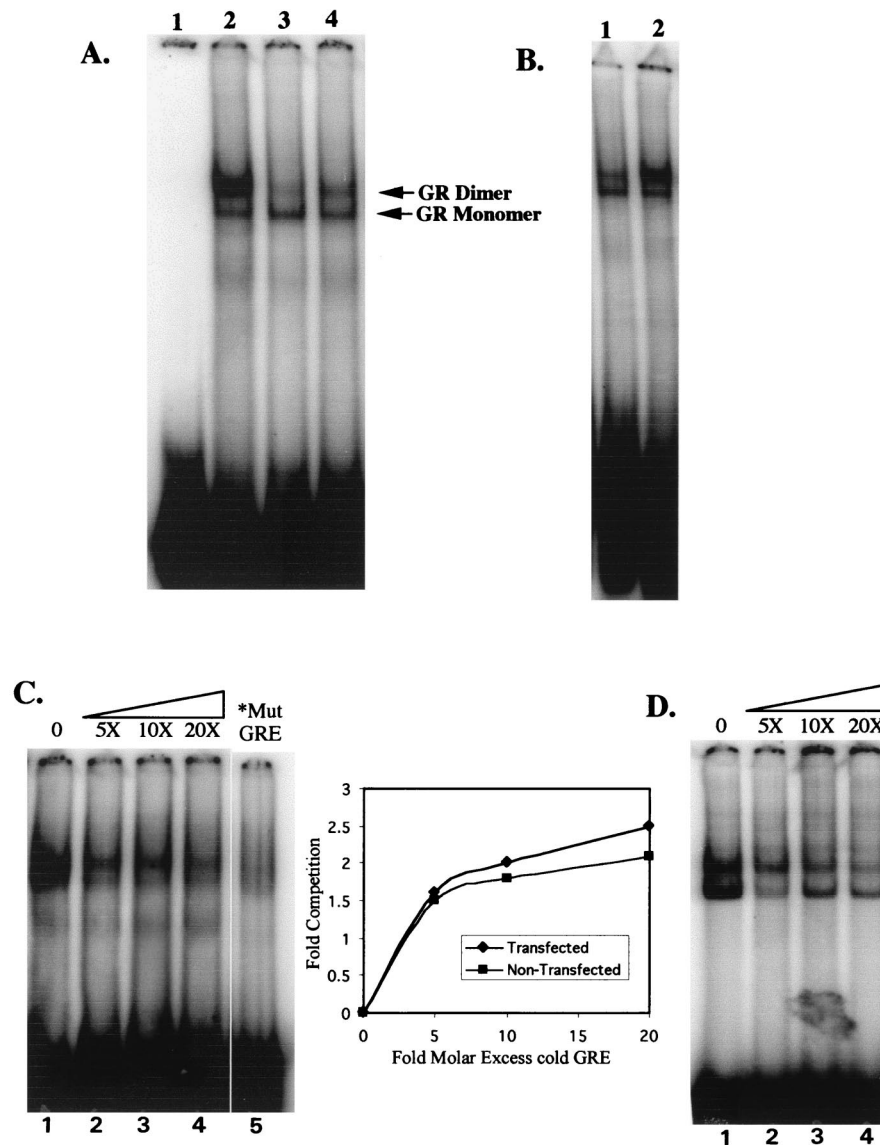 A.
1 2 3 4
GR Dimer
GR Monomer
B.
1 2
C.
0 5X 10X 20X
*Mut
GRE
1 2 3 4 5
3
2.5
2
1.5
1
0.5
0
Fold Competition
Transfected
Non-Transfected
0 5 10 15 20
Fold Molar Excess cold GRE
D.
0 5X 10X 20X
1 2 3 4